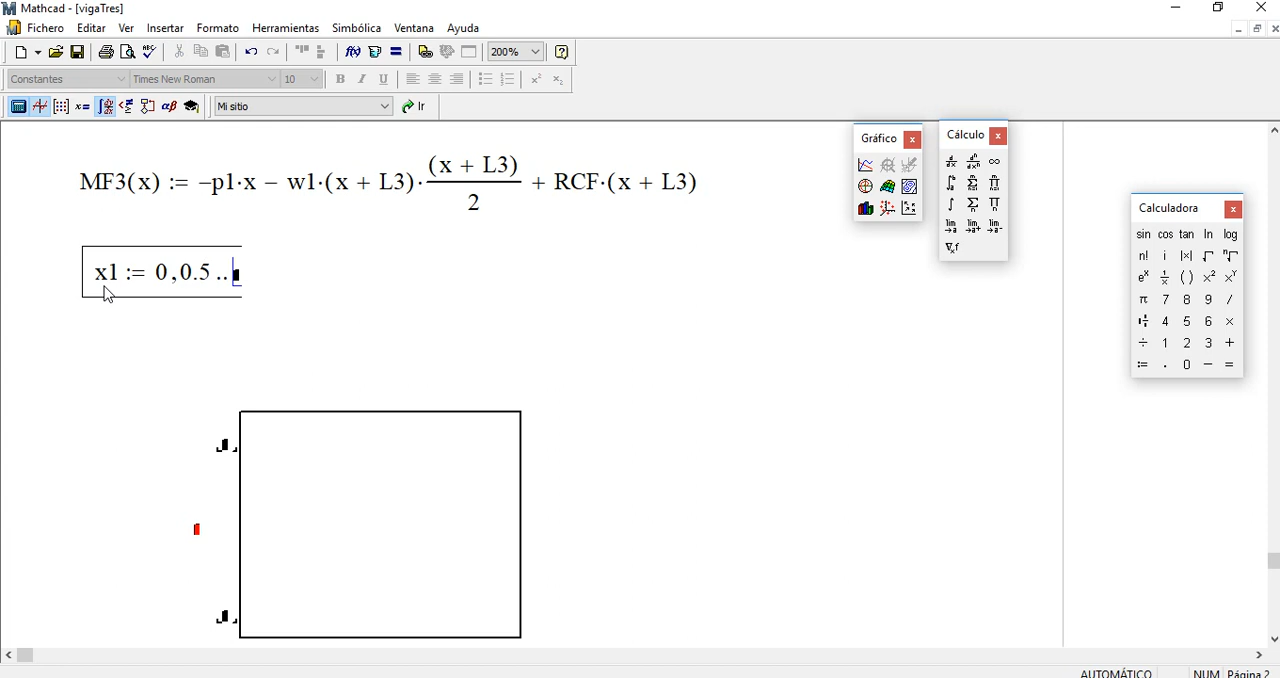 Mathcad - [vigaTres]
Fichero Editar Ver Insertar Formato Herramientas Simbólica Ventana Ayuda
200%
Constantes Times New Roman 10 B I U
Mi sitio Ir
MF3(x) := −p1·x − w1·(x + L3)·(x + L3)/2 + RCF·(x + L3)
x1 := 0,0.5 ..
Gráfico
Cálculo
Calculadora
sin cos tan ln log
n! i |×|
e^x 1/x ( ) x² x^Y
π 7 8 9 /
4 5 6 ×
÷ 1 2 3 +
:= . 0 − =
AUTOMÁTICO NUM Página 2